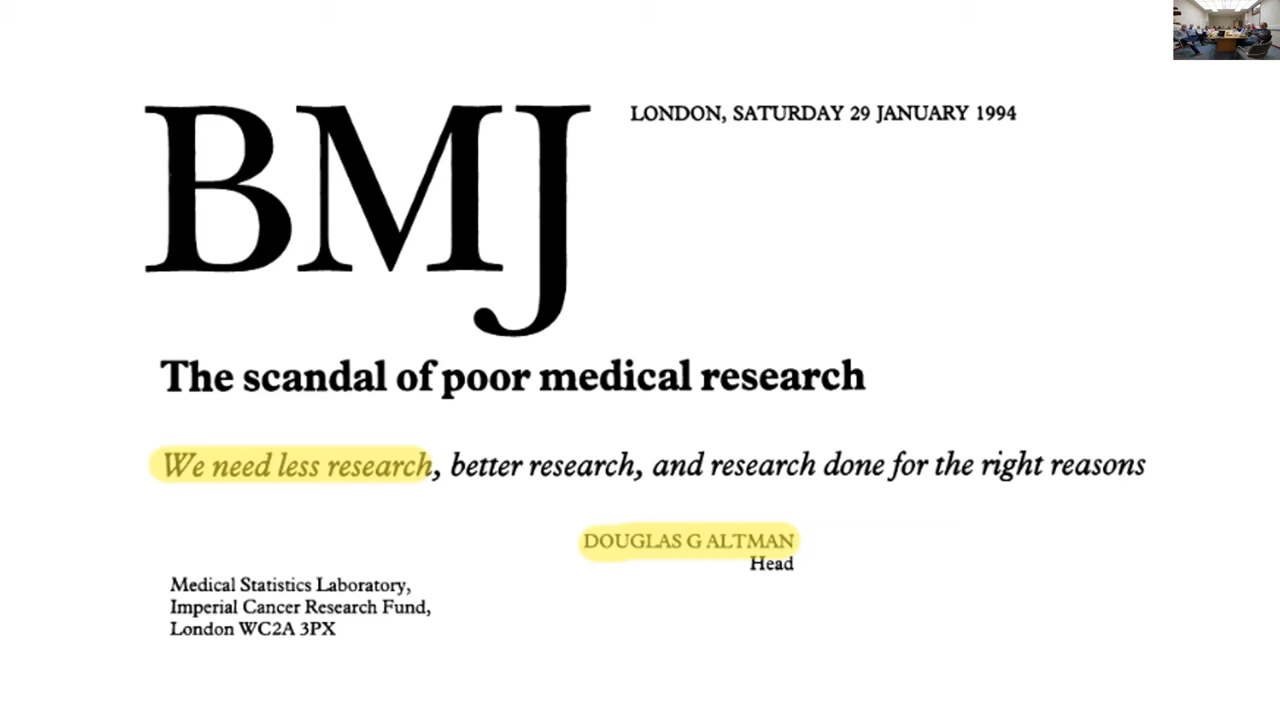 BMJ
LONDON, SATURDAY 29 JANUARY 1994
The scandal of poor medical research
We need less research, better research, and research done for the right reasons
DOUGLAS G ALTMAN
Head
Medical Statistics Laboratory,
Imperial Cancer Research Fund,
London WC2A 3PX